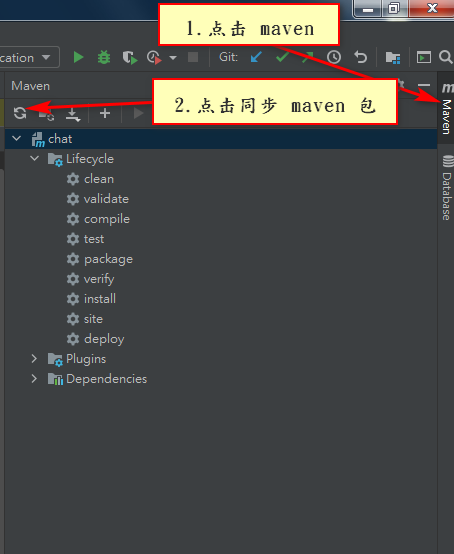 1.点击 maven
cation
Git:
Maven
2.点击同步 maven 包
chat
Lifecycle
clean
validate
compile
test
package
verify
install
site
deploy
Plugins
Dependencies
m
Maven
Database